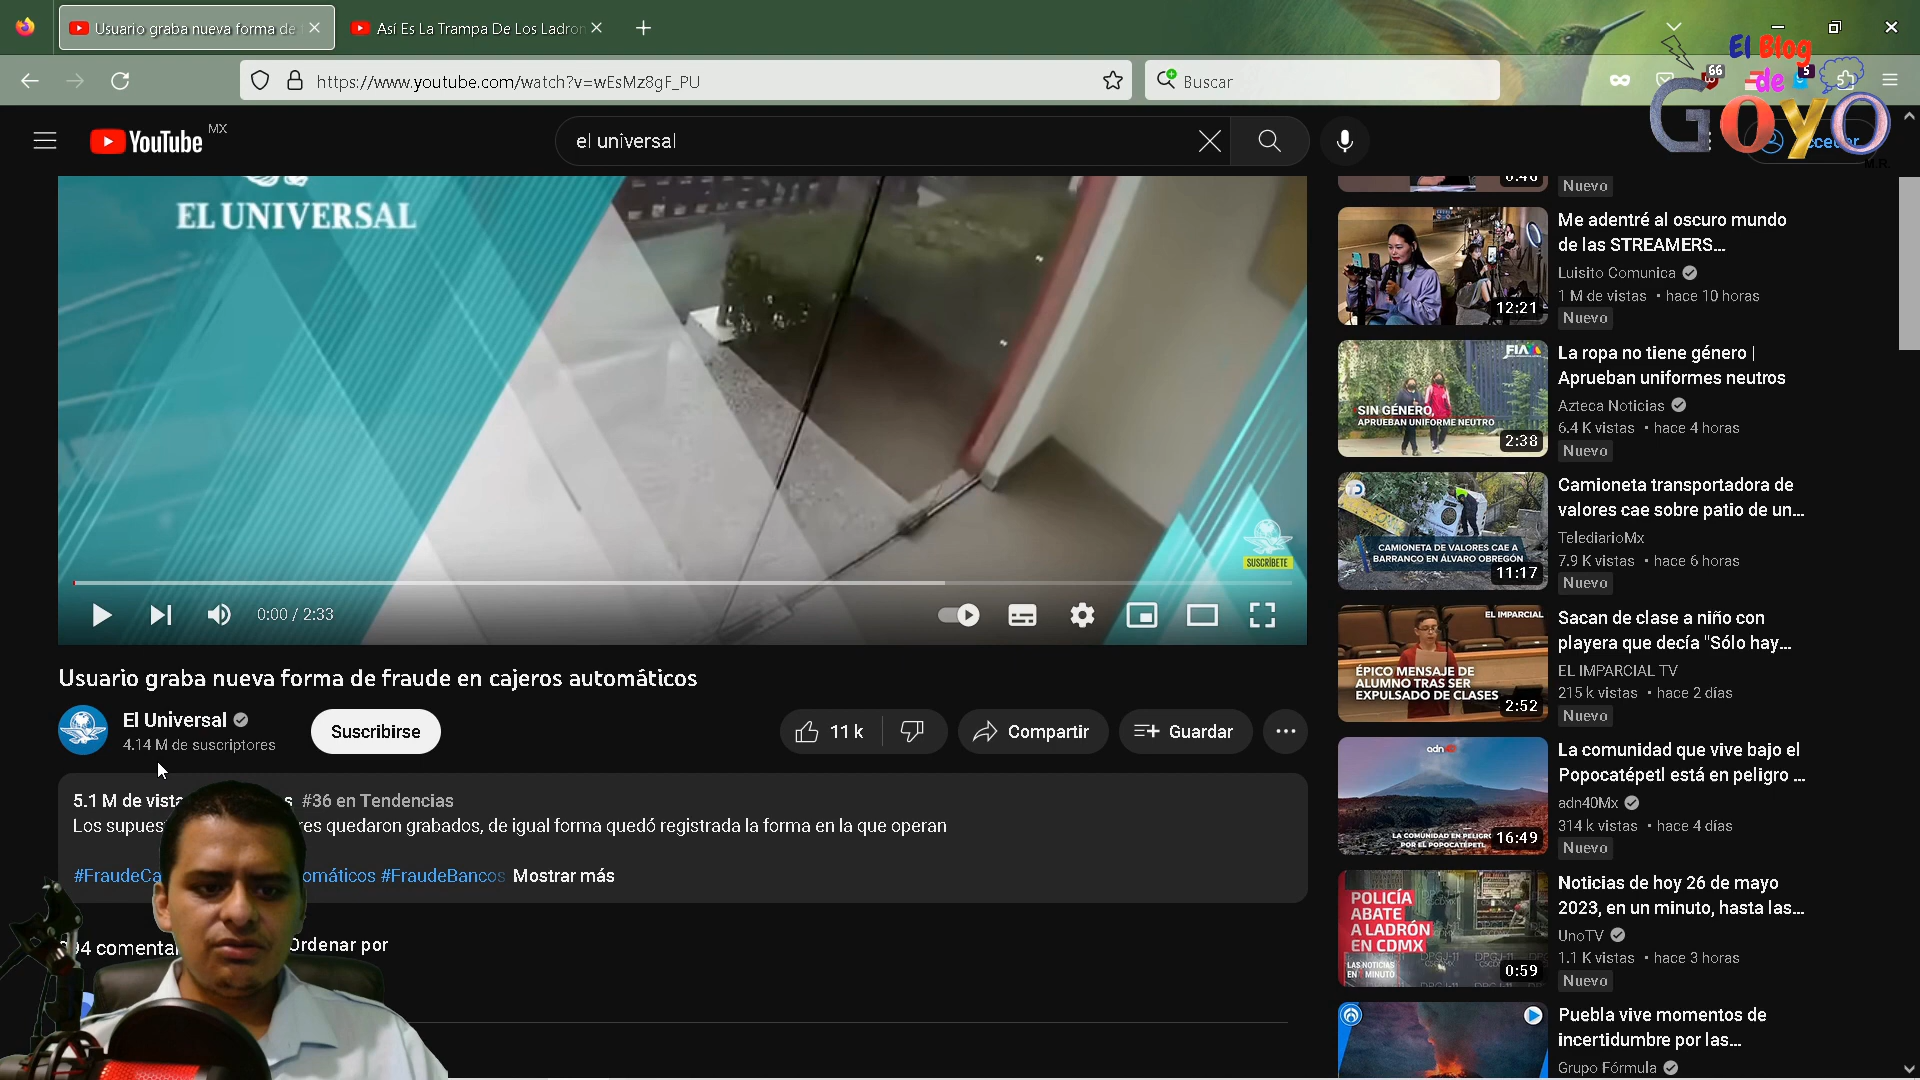 Usuario graba nueva forma de
Así Es La Trampa De Los Ladron
El Blog
de
GOYO
M.R.
https://www.youtube.com/watch?v=wEsMz8gF_PU
Buscar
66
5
YouTube MX
el universal
EL UNIVERSAL
SUSCRÍBETE
0:00 / 2:33
Usuario graba nueva forma de fraude en cajeros automáticos
El Universal
4.14 M de suscriptores
Suscribirse
11 k
Compartir
Guardar
5.1 M de vista
#36 en Tendencias
Los supues
res quedaron grabados, de igual forma quedó registrada la forma en la que operan
#FraudeCa
omáticos #FraudeBancos Mostrar más
94 comenta
Ordenar por
Nuevo
Me adentré al oscuro mundo
de las STREAMERS...
Luisito Comunica
1 M de vistas • hace 10 horas
Nuevo
12:21
La ropa no tiene género |
Aprueban uniformes neutros
Azteca Noticias
6.4 K vistas • hace 4 horas
Nuevo
FIA
SIN GÉNERO,
APRUEBAN UNIFORME NEUTRO
2:38
Camioneta transportadora de
valores cae sobre patio de un...
TelediarioMx
7.9 K vistas • hace 6 horas
Nuevo
CAMIONETA DE VALORES CAE A
BARRANCO EN ÁLVARO OBREGÓN
11:17
Sacan de clase a niño con
playera que decía "Sólo hay...
EL IMPARCIAL TV
215 k vistas • hace 2 días
Nuevo
EL IMPARCIAL
ÉPICO MENSAJE DE
ALUMNO TRAS SER
EXPULSADO DE CLASES
2:52
La comunidad que vive bajo el
Popocatépetl está en peligro ...
adn40Mx
314 k vistas • hace 4 días
Nuevo
LA COMUNIDAD EN PELIGRO
POR EL POPOCATÉPETL
16:49
Noticias de hoy 26 de mayo
2023, en un minuto, hasta las...
UnoTV
1.1 K vistas • hace 3 horas
Nuevo
POLICÍA
ABATE
A LADRÓN
EN CDMX
LAS NOTICIAS
EN 1 MINUTO
0:59
Puebla vive momentos de
incertidumbre por las...
Grupo Fórmula